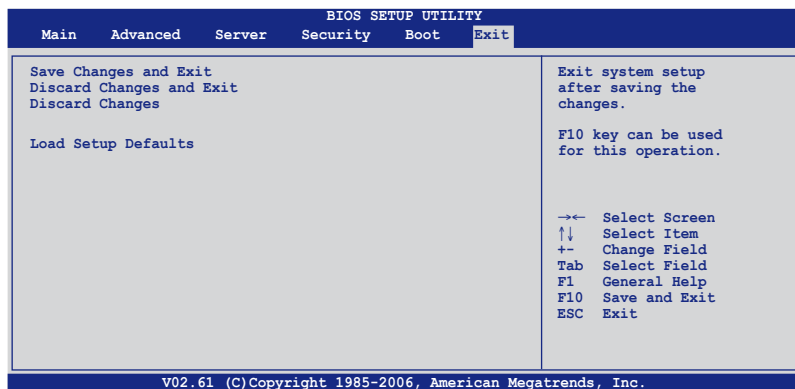 BIOS SETUP UTILITY
Main Advanced Server Security Boot Exit
Save Changes and Exit
Discard Changes and Exit
Discard Changes
Load Setup Defaults
Exit system setup
after saving the
changes.
F10 key can be used
for this operation.
→← Select Screen
↑↓ Select Item
+- Change Field
Tab Select Field
F1 General Help
F10 Save and Exit
ESC Exit
V02.61 (C)Copyright 1985-2006, American Megatrends, Inc.